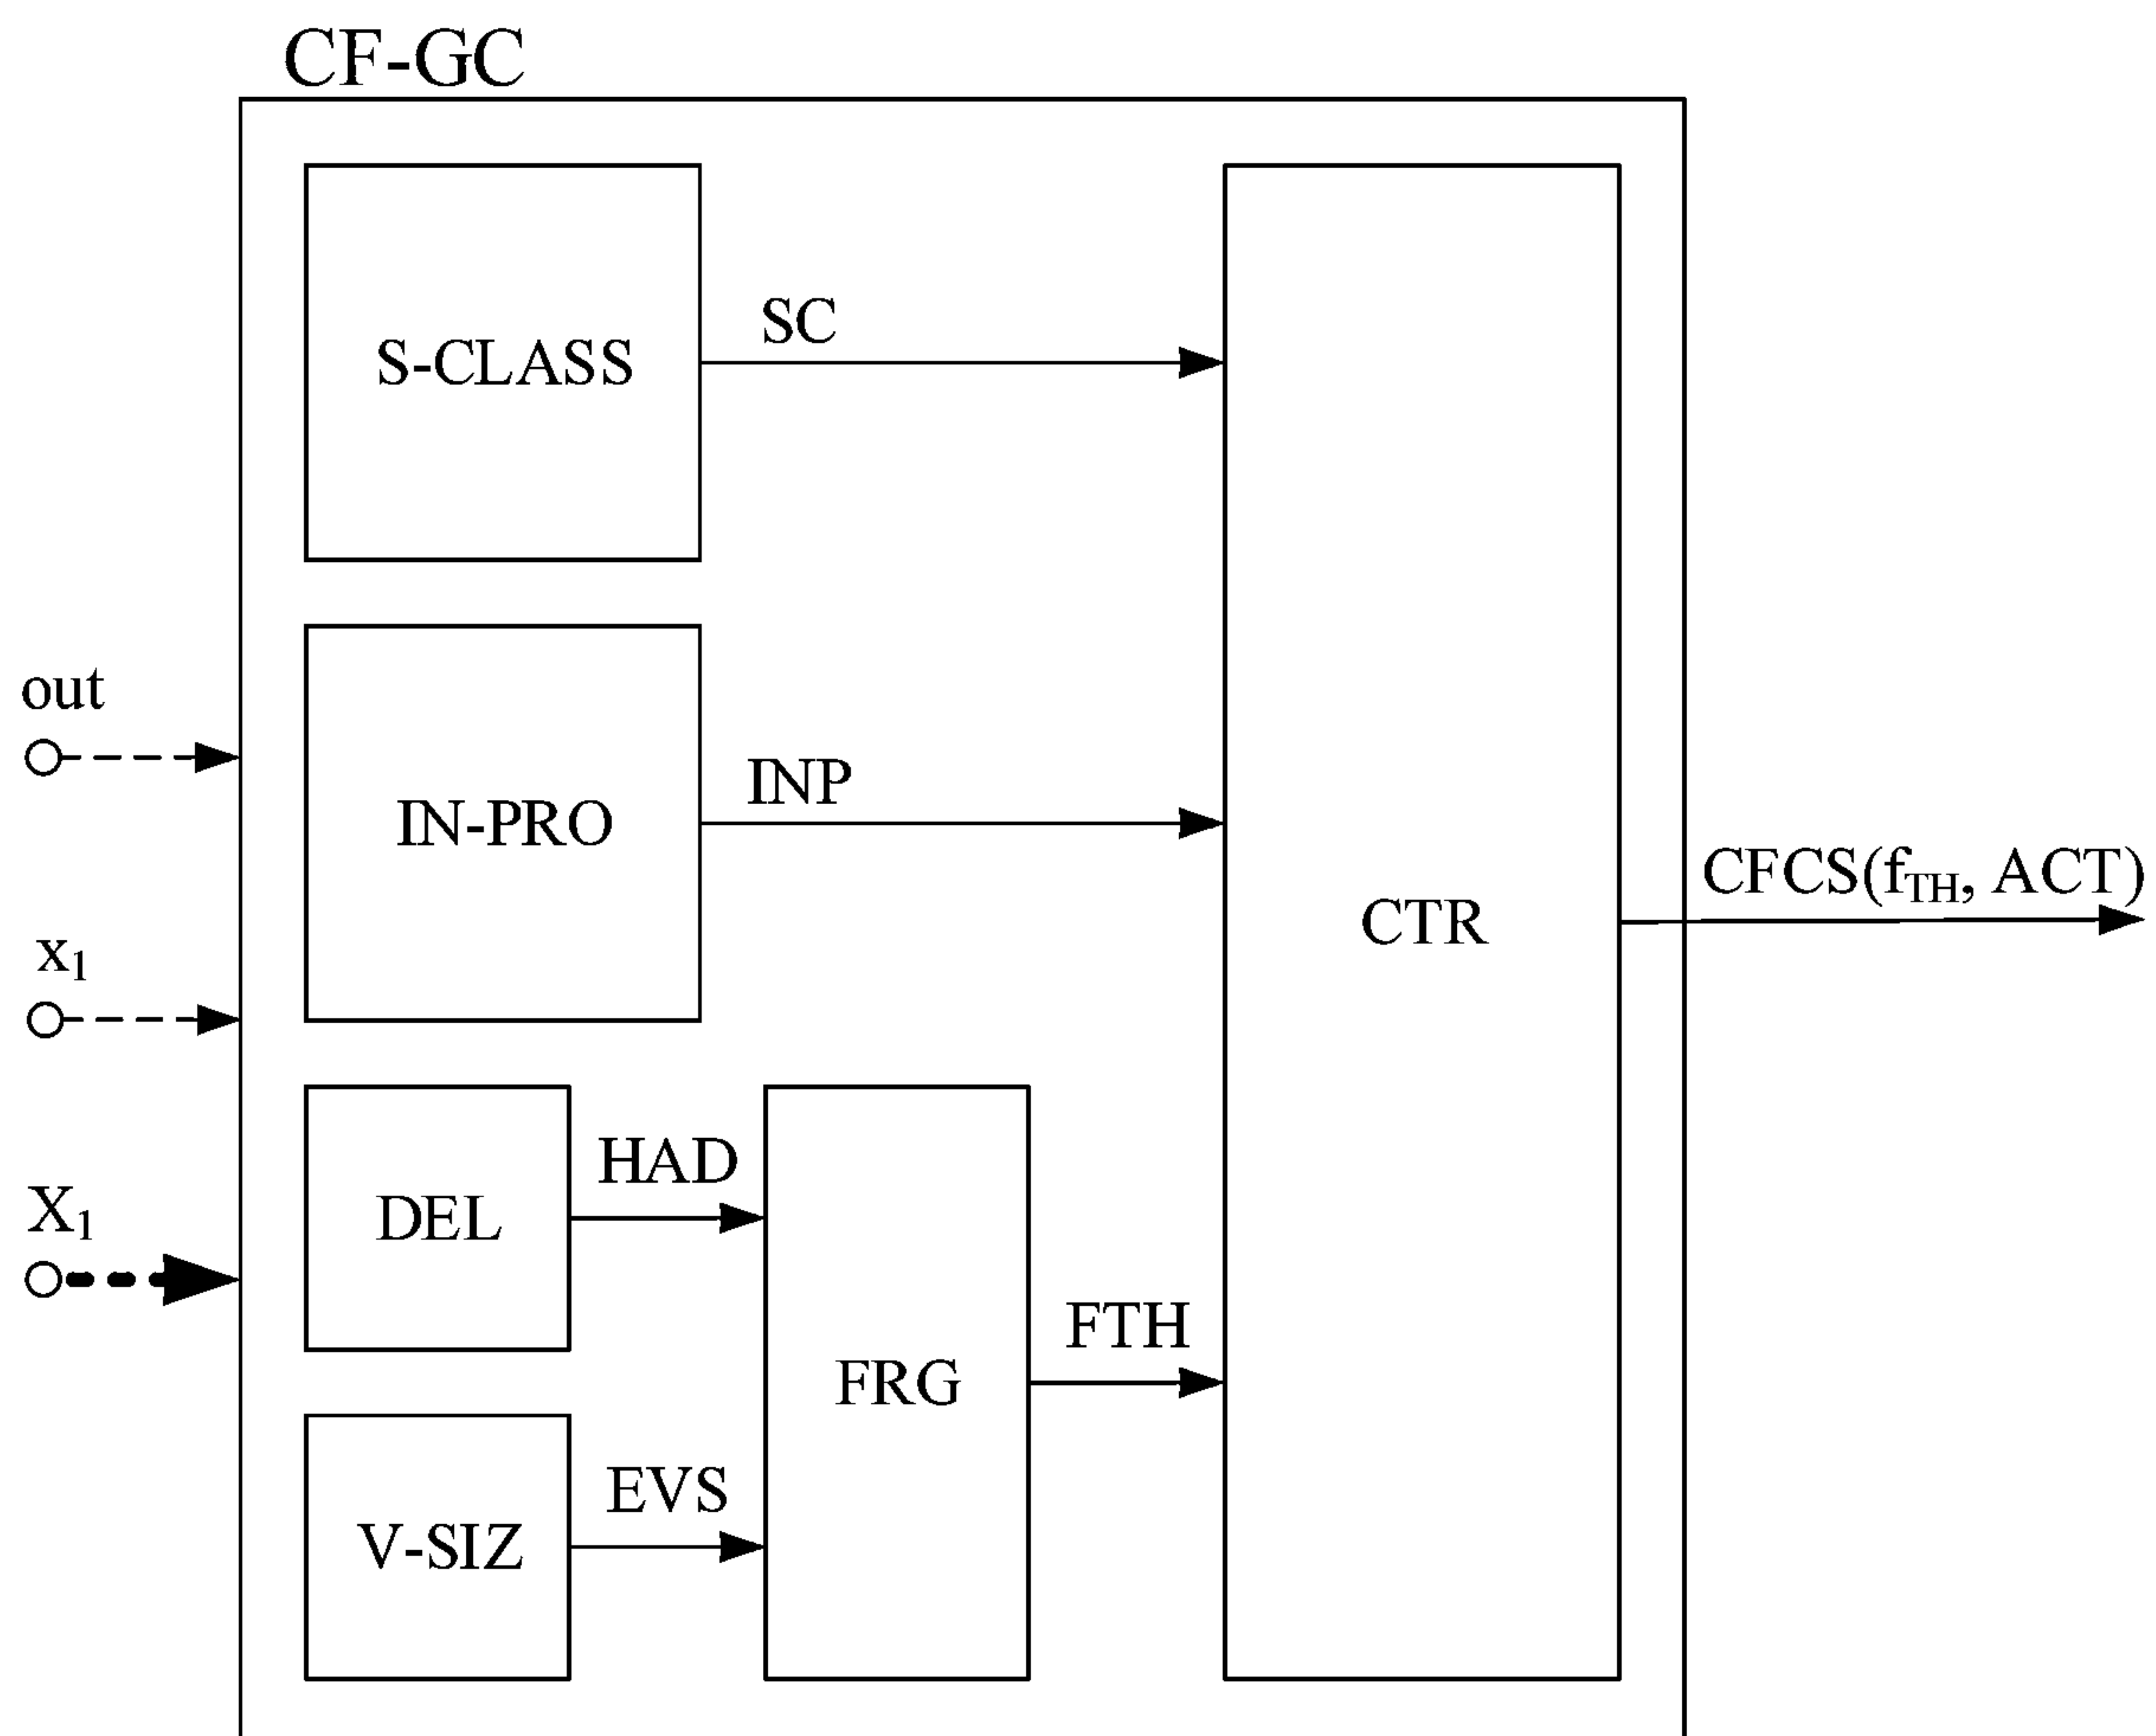 CF-GC
S-CLASS
SC
out
IN-PRO
INP
CTR
CFCS(fTH, ACT)
x1
X1
DEL
HAD
FRG
FTH
V-SIZ
EVS